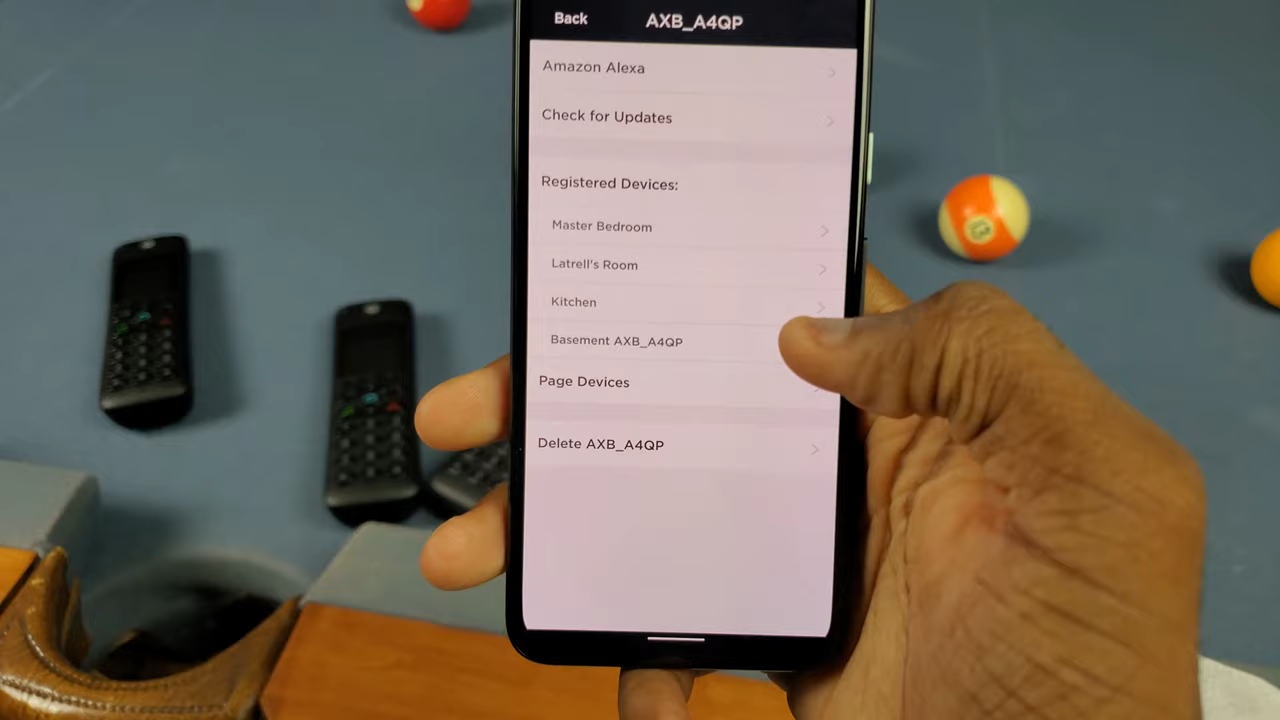 Back
AXB_A4QP
Amazon Alexa
Check for Updates
Registered Devices:
Master Bedroom
Latrell's Room
Kitchen
Basement AXB_A4QP
Page Devices
Delete AXB_A4QP